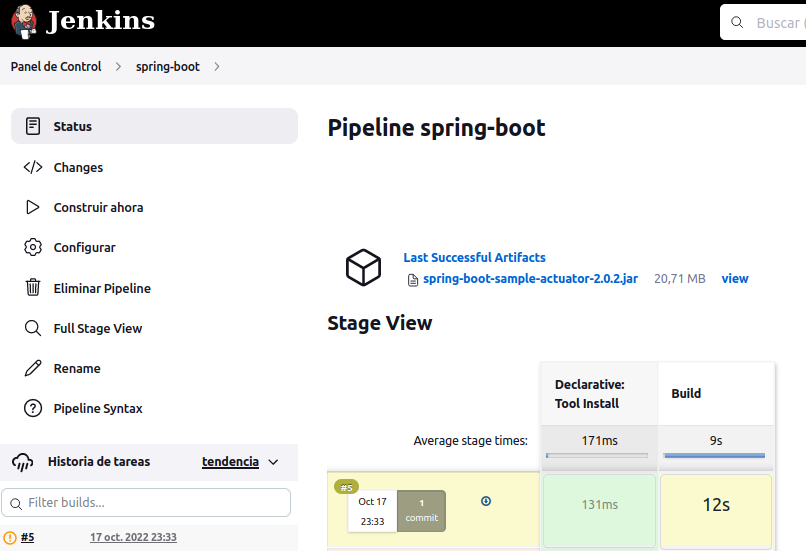 Jenkins
Buscar (
Panel de Control
spring-boot
Status
Changes
Construir ahora
Configurar
Eliminar Pipeline
Full Stage View
Rename
Pipeline Syntax
Historia de tareas
tendencia
Filter builds...
#5
17 oct. 2022 23:33
Pipeline spring-boot
Last Successful Artifacts
spring-boot-sample-actuator-2.0.2.jar 20,71 MB view
Stage View
Declarative:
Tool Install
Build
Average stage times:
171ms
9s
#5
Oct 17
23:33
1
commit
131ms
12s